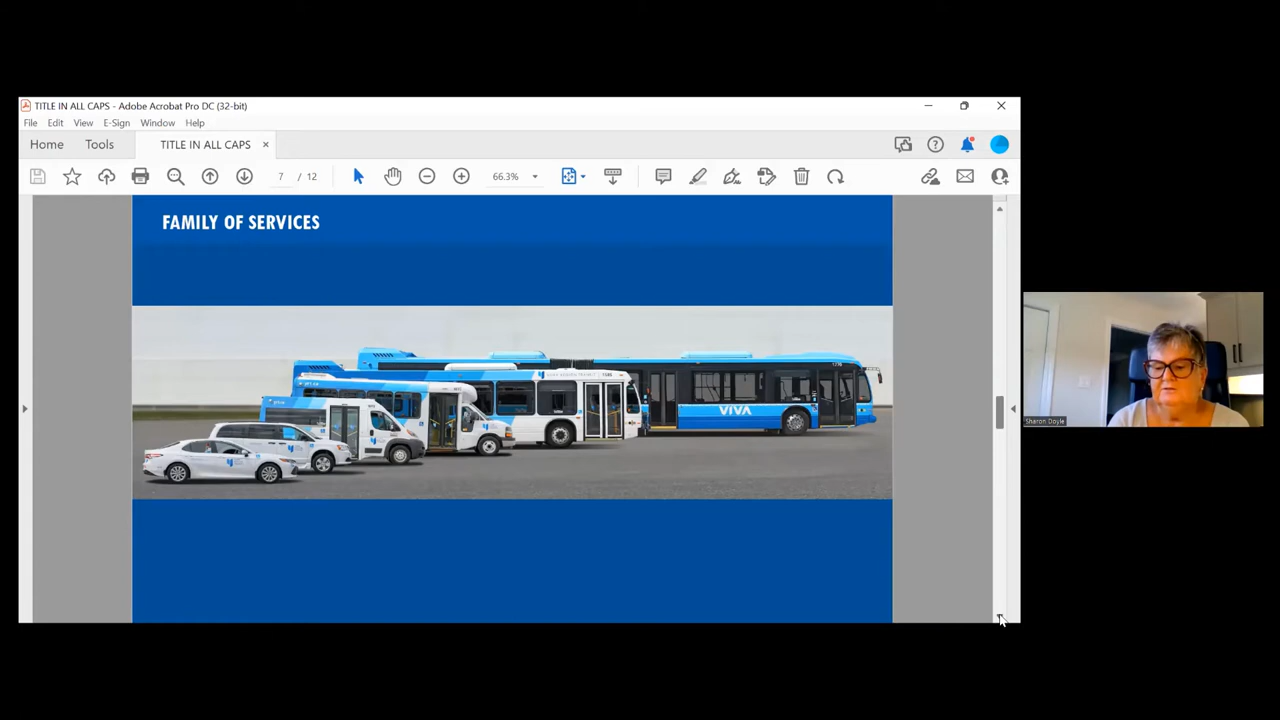 TITLE IN ALL CAPS - Adobe Acrobat Pro DC (32-bit)
File Edit View E-Sign Window Help
Home Tools TITLE IN ALL CAPS
7 / 12 66.3%
FAMILY OF SERVICES
VIVA
Sharon Doyle